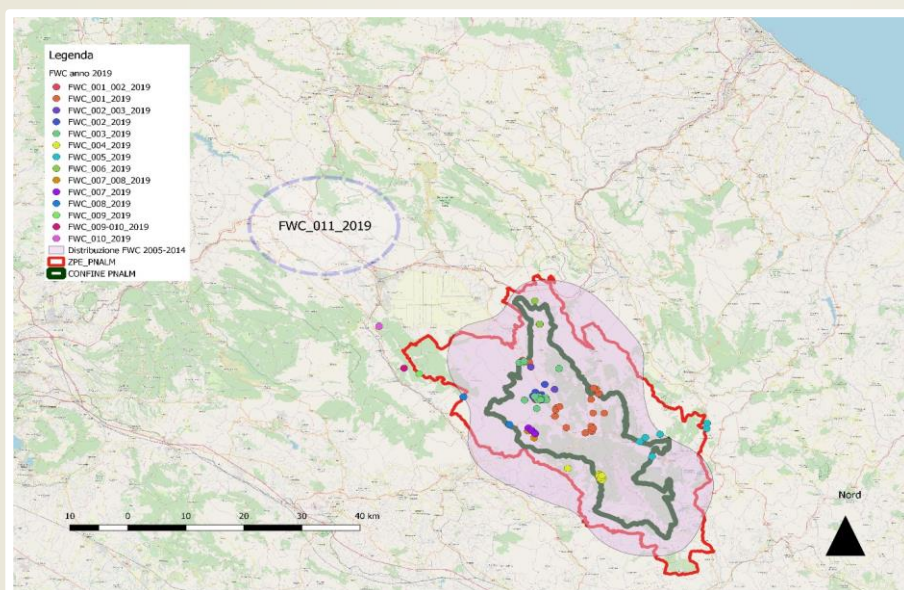 Legenda
FWC anno 2019
FWC_001_002_2019
FWC_001_2019
FWC_002_003_2019
FWC_002_2019
FWC_003_2019
FWC_004_2019
FWC_005_2019
FWC_006_2019
FWC_007_008_2019
FWC_007_2019
FWC_008_2019
FWC_009_2019
FWC_009-010_2019
FWC_010_2019
Distribuzione FWC 2005-2014
ZPE_PNALM
CONFINE PNALM
FWC_011_2019
Nord
10 0 10 20 30 40 km